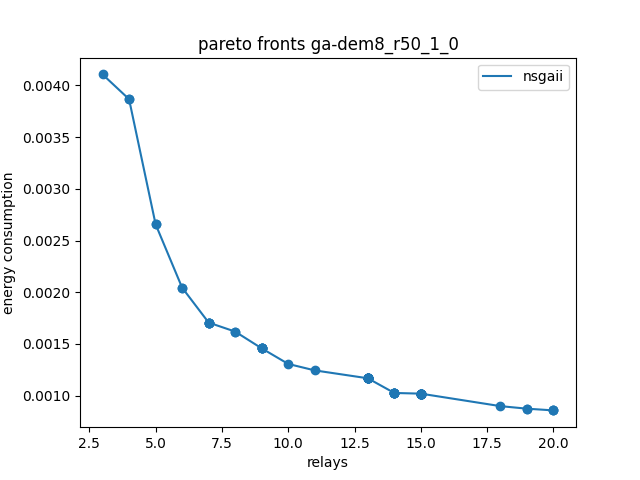 pareto fronts ga-dem8_r50_1_0
nsgaii
0.0040
0.0035
0.0030
0.0025
0.0020
0.0015
0.0010
energy consumption
2.5 5.0 7.5 10.0 12.5 15.0 17.5 20.0
relays